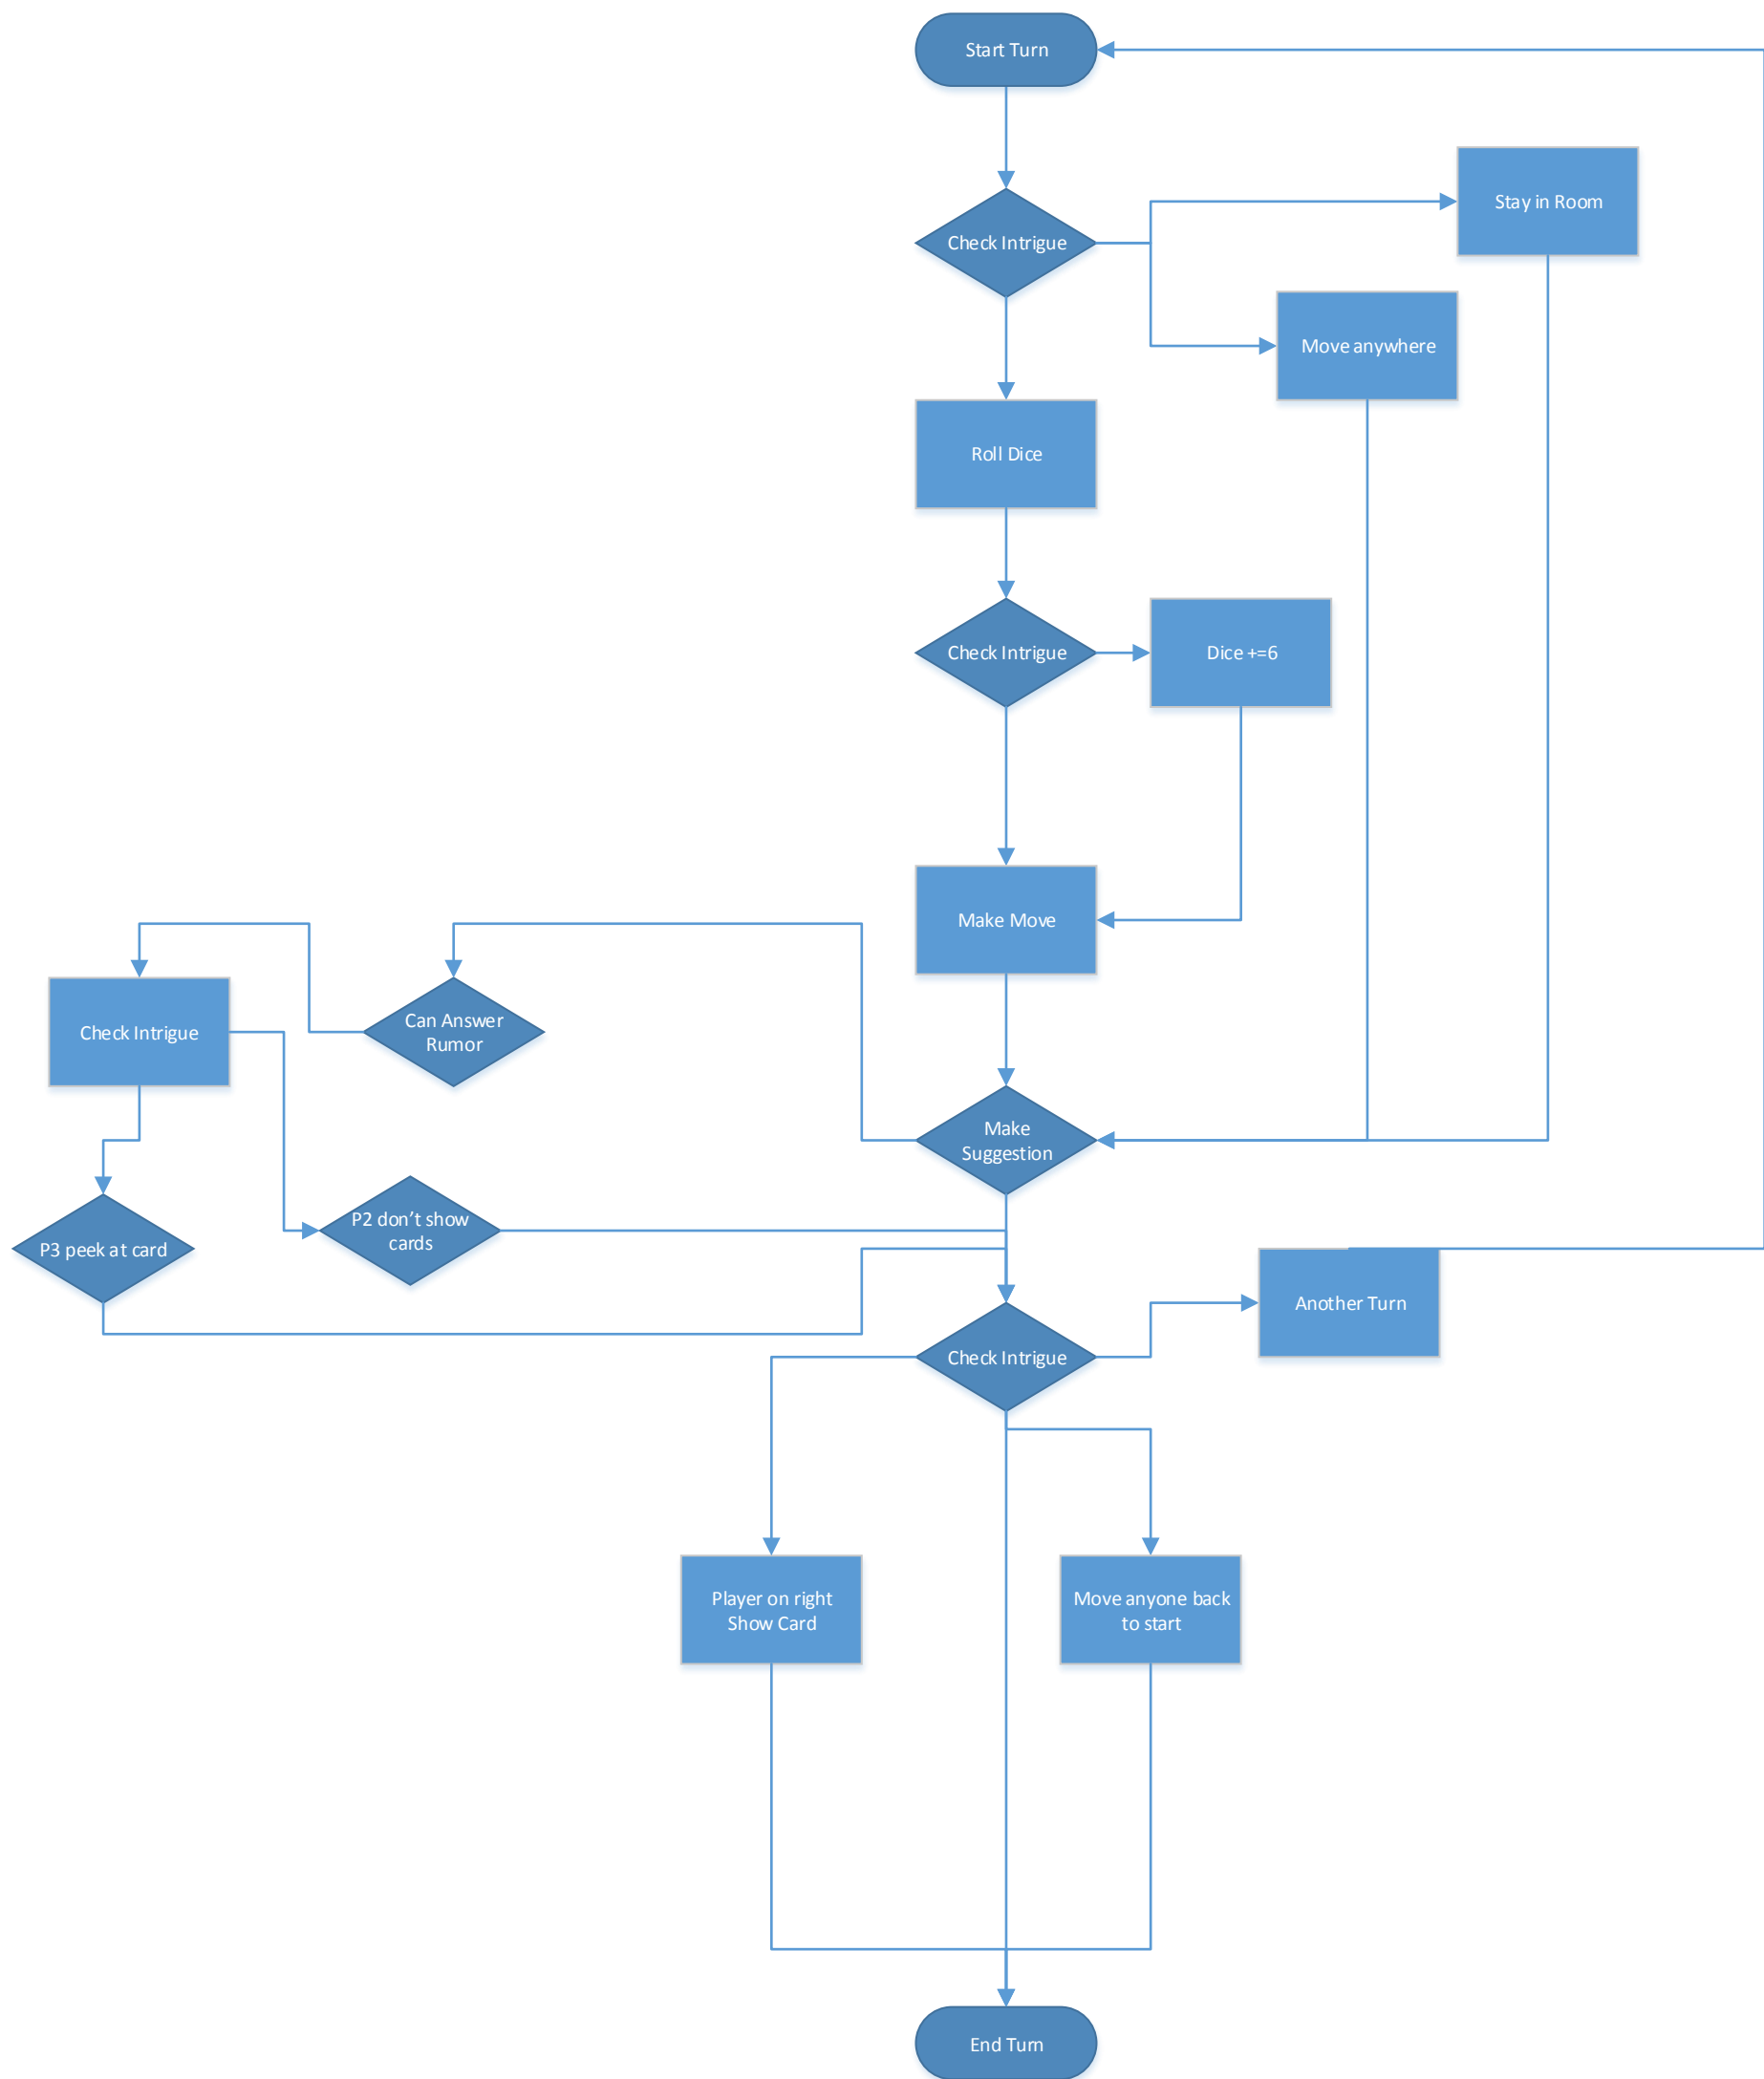 Start Turn
Stay in Room
Check Intrigue
Move anywhere
Roll Dice
Check Intrigue
Dice +=6
Make Move
Can Answer
Rumor
Check Intrigue
Make
Suggestion
P2 don't show
cards
P3 peek at card
Another Turn
Check Intrigue
Player on right
Show Card
Move anyone back
to start
End Turn